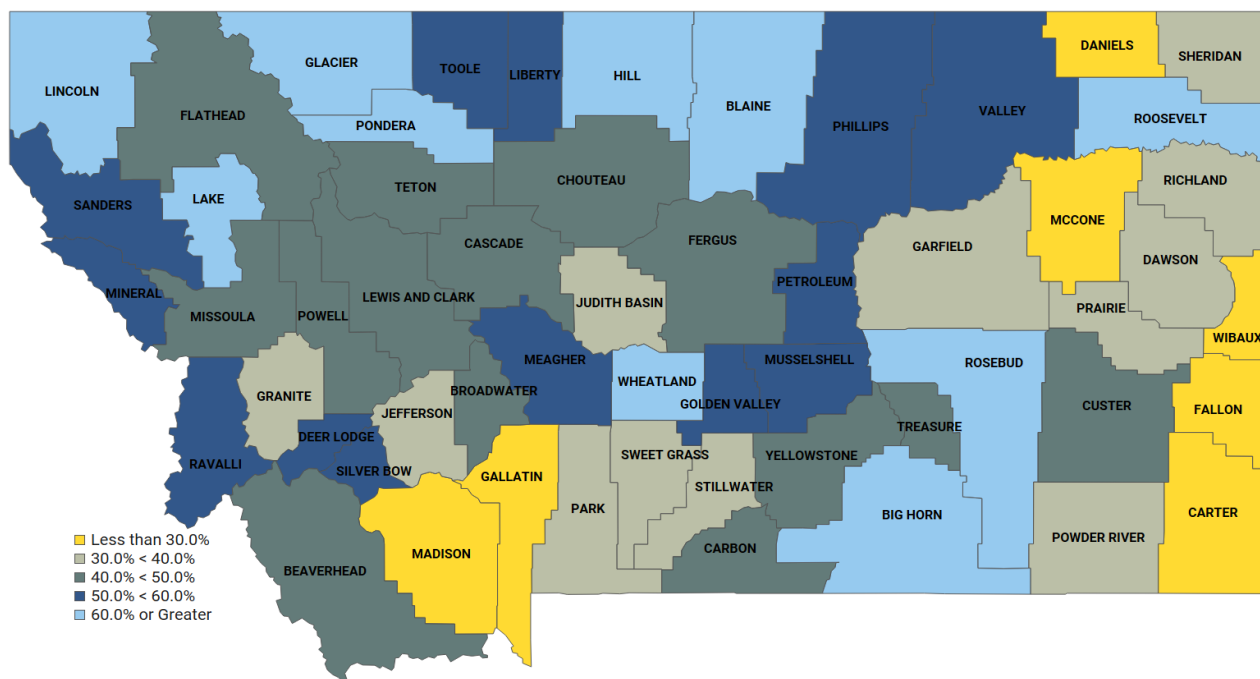 DANIELS
SHERIDAN
GLACIER
TOOLE
LIBERTY
HILL
LINCOLN
BLAINE
FLATHEAD
PHILLIPS
VALLEY
ROOSEVELT
PONDERA
TETON
CHOUTEAU
RICHLAND
SANDERS
LAKE
MCCONE
CASCADE
FERGUS
GARFIELD
DAWSON
MINERAL
PETROLEUM
LEWIS AND CLARK
JUDITH BASIN
PRAIRIE
MISSOULA
POWELL
WIBAUX
MEAGHER
MUSSELSHELL
ROSEBUD
WHEATLAND
BROADWATER
GRANITE
GOLDEN VALLEY
CUSTER
FALLON
JEFFERSON
TREASURE
DEER LODGE
RAVALLI
SILVER BOW
SWEET GRASS
YELLOWSTONE
GALLATIN
STILLWATER
PARK
BIG HORN
CARTER
POWDER RIVER
MADISON
CARBON
BEAVERHEAD
Less than 30.0%
30.0% < 40.0%
40.0% < 50.0%
50.0% < 60.0%
60.0% or Greater